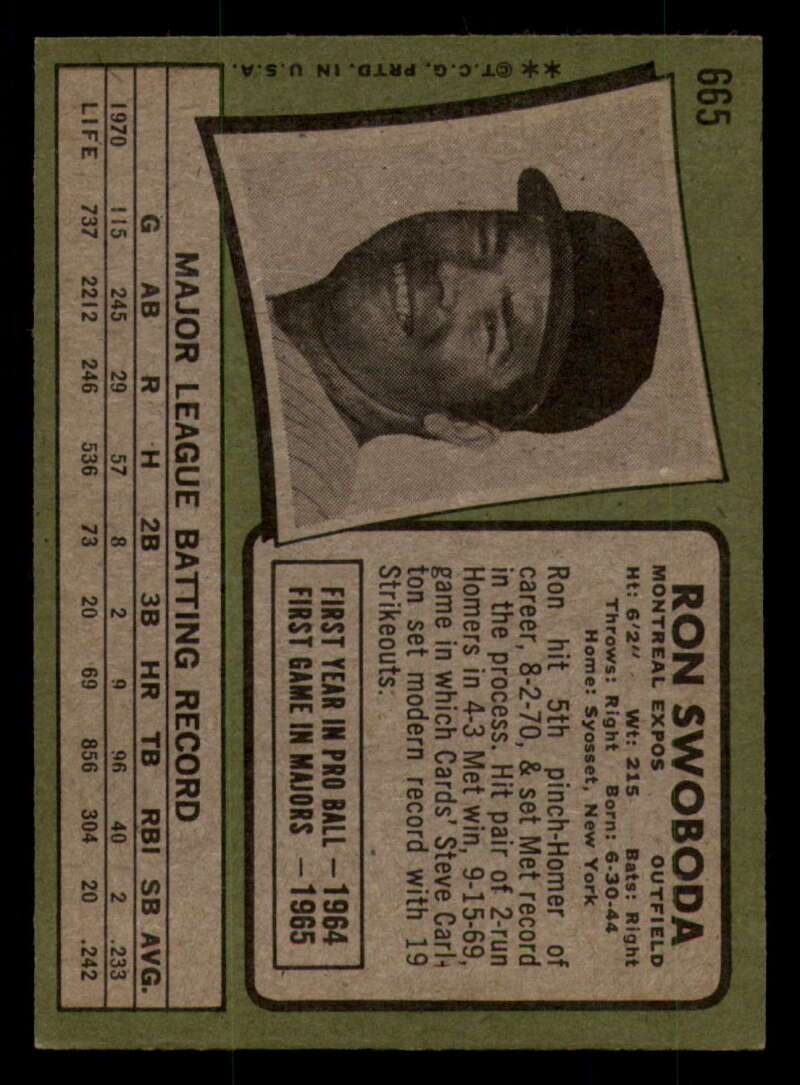 665
RON SWOBODA
MONTREAL EXPOS OUTFIELD
Ht: 6'2" Wt: 215 Bats: Right
Throws: Right Born: 6-30-44
Home: Syosset, New York
Ron hit 5th pinch-Homer of
career, 8-2-70, & set Met record
in the process. Hit pair of 2-run
Homers in 4-3 Met win, 9-15-69,
game in which Cards' Steve Carl-
ton set modern record with 19
Strikeouts.
FIRST YEAR IN PRO BALL — 1964
FIRST GAME IN MAJORS — 1965
**©T.C.G. PRTD. IN U.S.A.
MAJOR LEAGUE BATTING RECORD
G AB R H 2B 3B HR TB RBI SB AVG.
1970 115 245 29 57 8 2 9 96 40 2 .233
LIFE 737 2212 246 536 73 20 69 856 304 20 .242